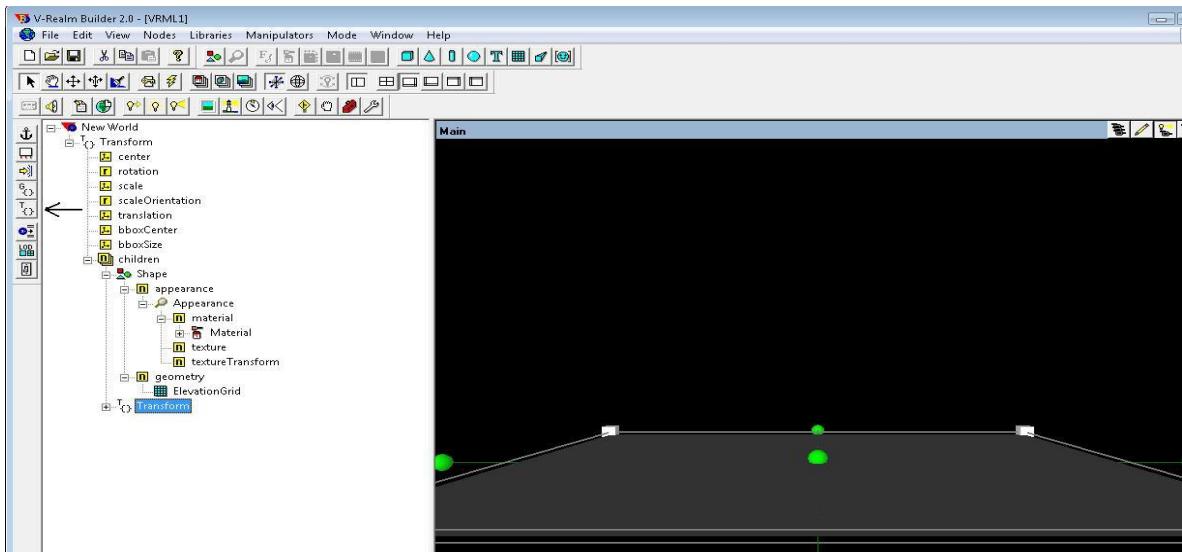 V-Realm Builder 2.0 - [VRML1]
File Edit View Nodes Libraries Manipulators Mode Window Help
New World
Transform
center
rotation
scale
scaleOrientation
translation
bboxCenter
bboxSize
children
Shape
appearance
Appearance
material
Material
texture
textureTransform
geometry
ElevationGrid
Transform
Main